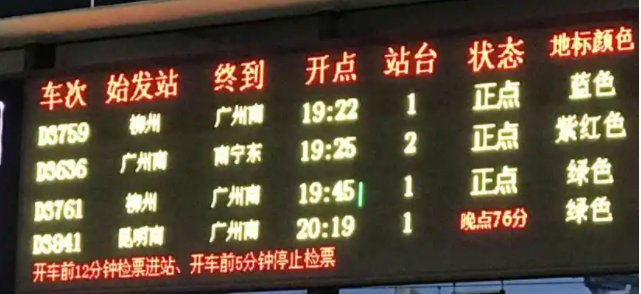 车次 始发站 终到 开点 站台 状态 地标颜色
D3759 柳州 广州南 19:22 1 正点 蓝色
D3636 广州南 南宁东 19:25 2 正点 紫红色
D3761 柳州 广州南 19:45 1 正点 绿色
D3841 昆明南 广州南 20:19 1 晚点76分 绿色
开车前12分钟检票进站、开车前5分钟停止检票